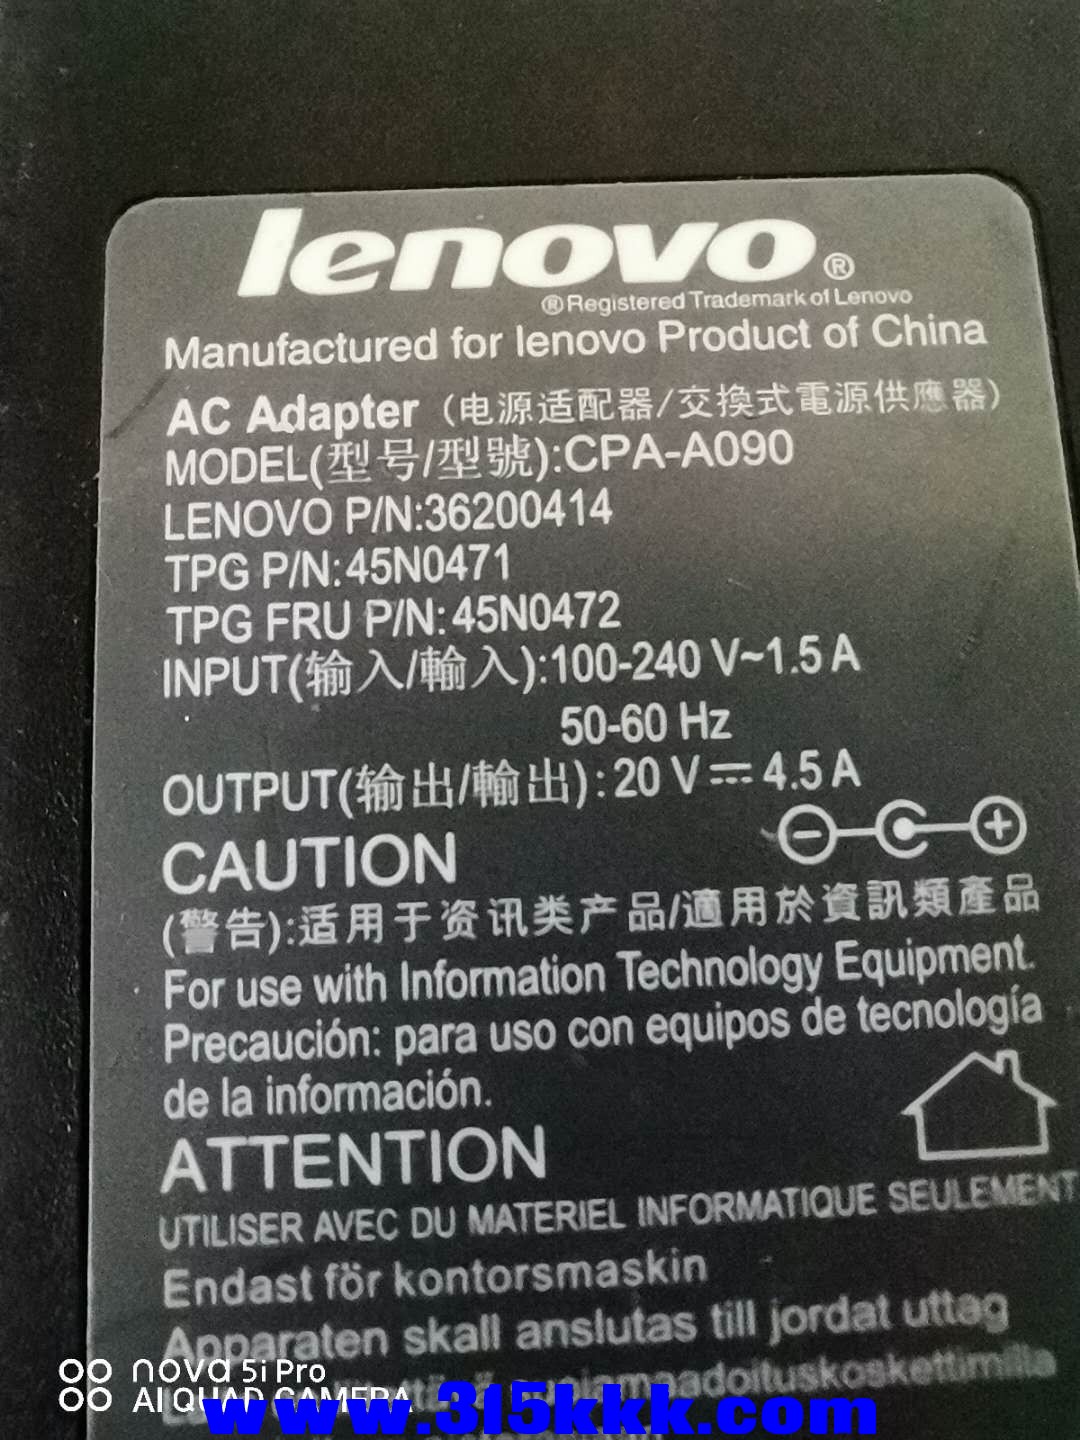 lenovo®
®Registered Trademark of Lenovo
Manufactured for lenovo Product of China
AC Adapter (电源适配器/交換式電源供應器)
MODEL(型号/型號):CPA-A090
LENOVO P/N:36200414
TPG P/N:45N0471
TPG FRU P/N:45N0472
INPUT(输入/輸入):100-240 V~1.5 A
50-60 Hz
OUTPUT(输出/輸出):20 V⎓4.5 A
CAUTION
(警告):适用于资讯类产品/適用於資訊類產品
For use with Information Technology Equipment.
Precaución: para uso con equipos de tecnología
de la información.
ATTENTION
UTILISER AVEC DU MATERIEL INFORMATIQUE SEULEMENT
Endast för kontorsmaskin
Apparaten skall anslutas till jordat uttag
nova 5i Pro
AI QUAD CAMERA
www.315kkk.com